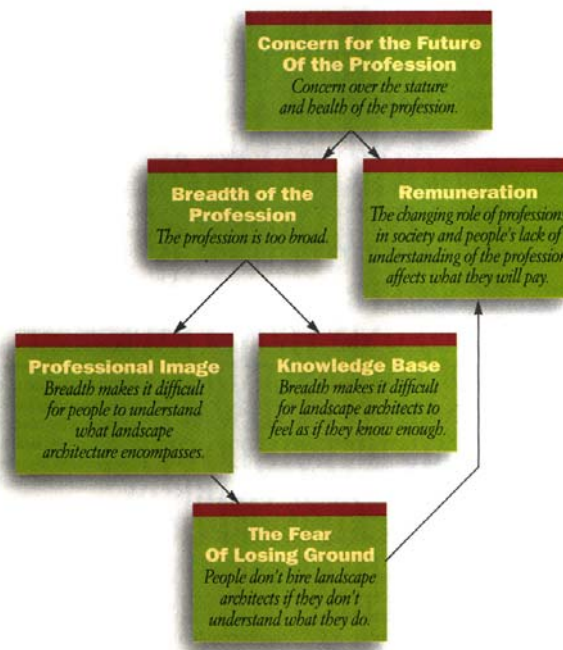 Concern for the Future
Of the Profession
Concern over the stature
and health of the profession.
Breadth of the
Profession
The profession is too broad.
Remuneration
The changing role of professions
in society and people's lack of
understanding of the profession
affects what they will pay.
Professional Image
Breadth makes it difficult
for people to understand
what landscape
architecture encompasses.
Knowledge Base
Breadth makes it difficult
for landscape architects to
feel as if they know enough.
The Fear
Of Losing Ground
People don't hire landscape
architects if they don't
understand what they do.